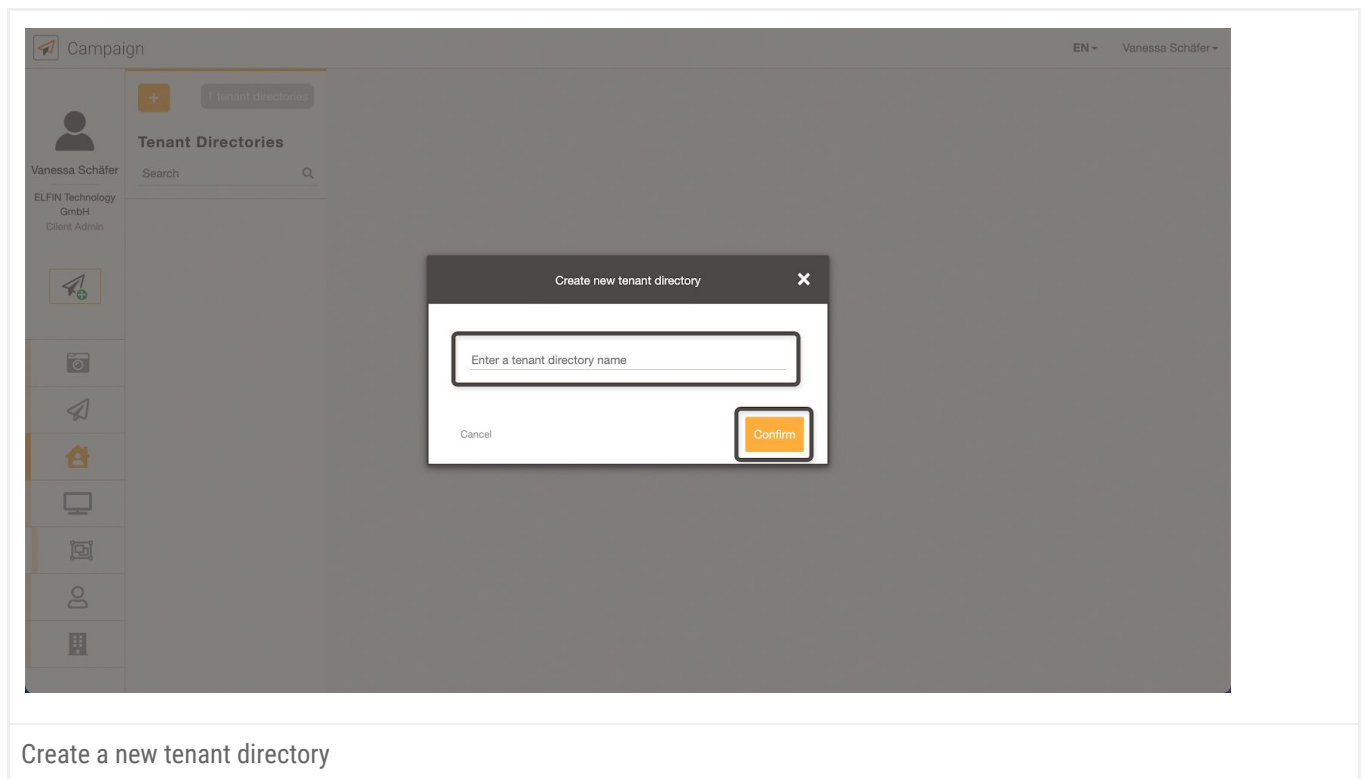 Campaign
EN
Vanessa Schäfer
1 tenant directories
Tenant Directories
Vanessa Schäfer
Search
ELFIN Technology
GmbH
Client Admin
Create new tenant directory
Enter a tenant directory name
Cancel
Confirm
Create a new tenant directory